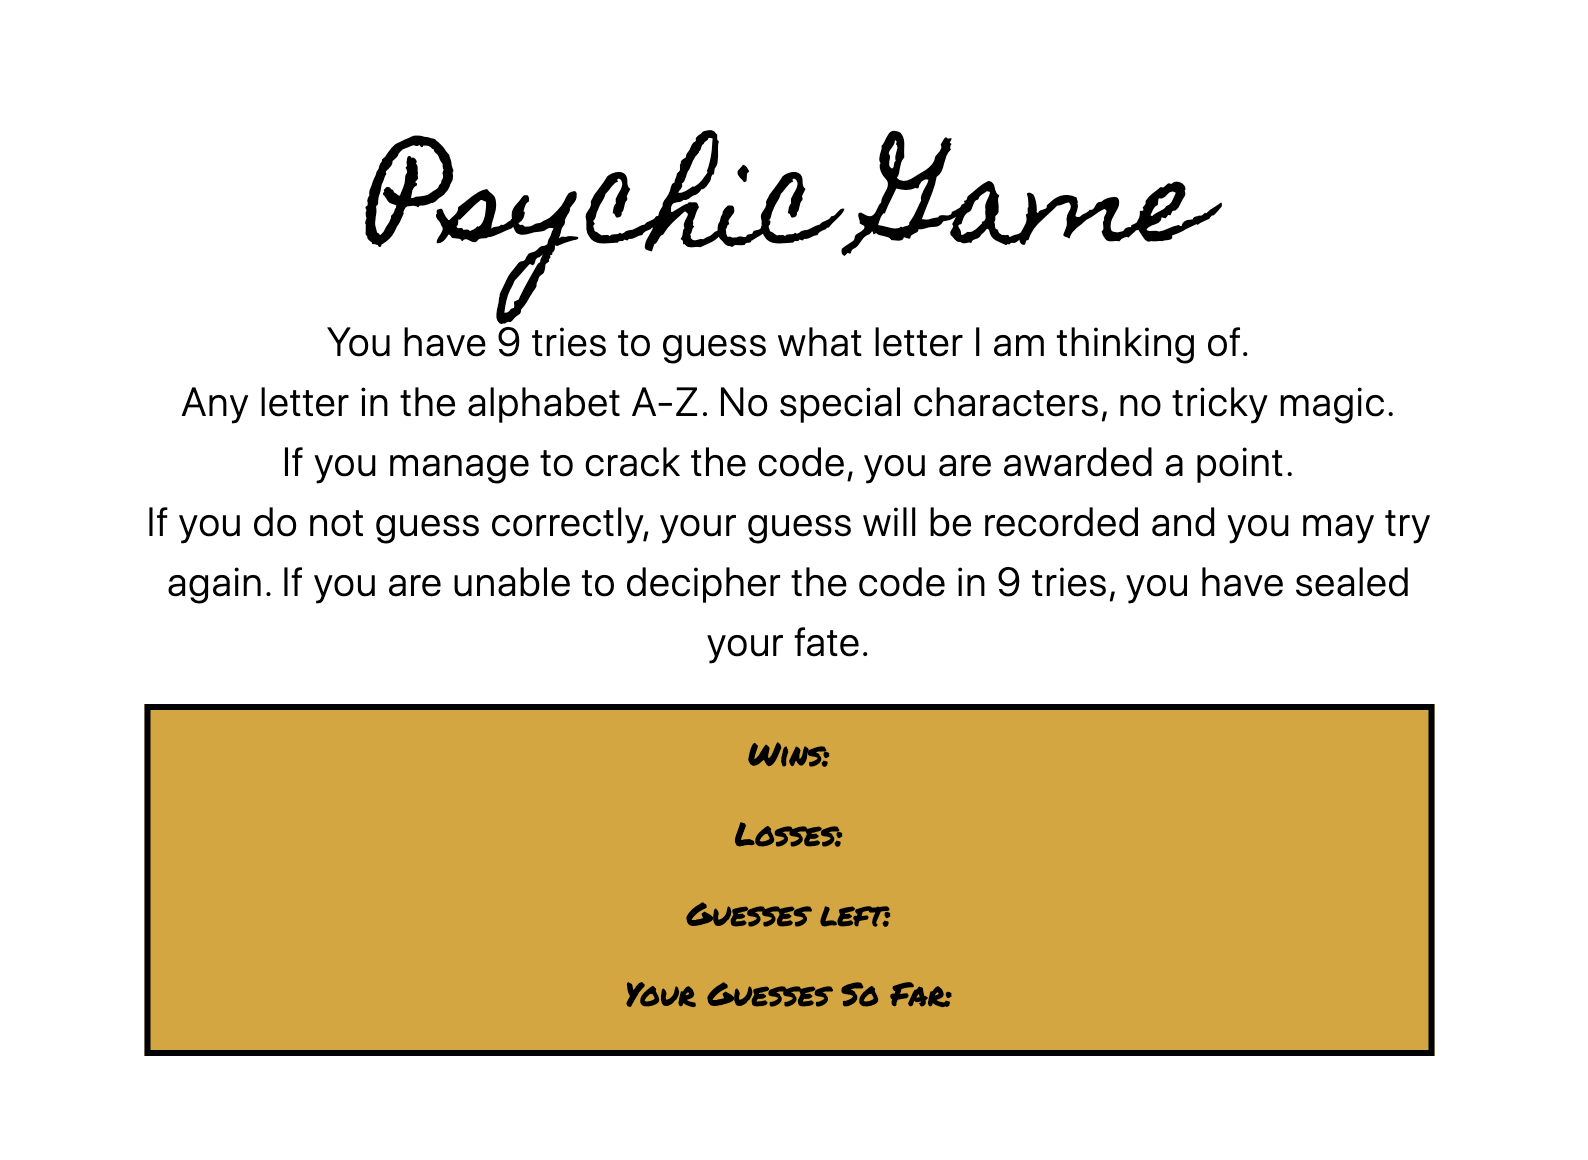 Psychic Game
You have 9 tries to guess what letter I am thinking of.
Any letter in the alphabet A-Z. No special characters, no tricky magic.
If you manage to crack the code, you are awarded a point.
If you do not guess correctly, your guess will be recorded and you may try
again. If you are unable to decipher the code in 9 tries, you have sealed
your fate.
Wins:
Losses:
Guesses left:
Your Guesses So Far: